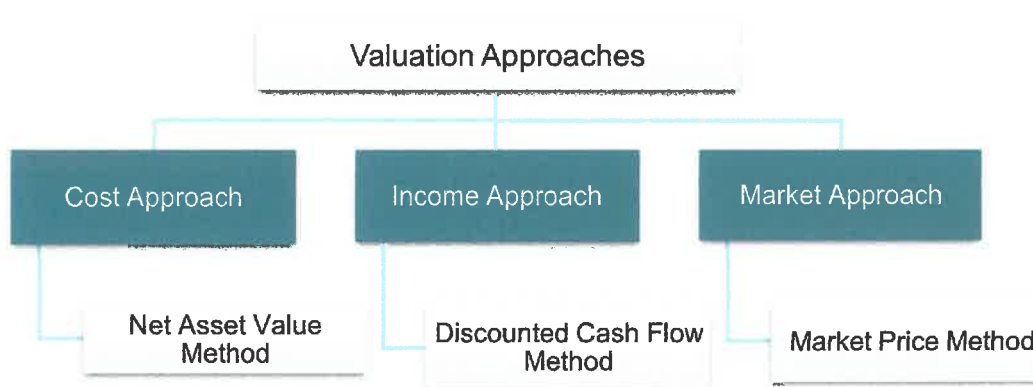 Valuation Approaches
Cost Approach
Income Approach
Market Approach
Net Asset Value
Method
Discounted Cash Flow
Method
Market Price Method